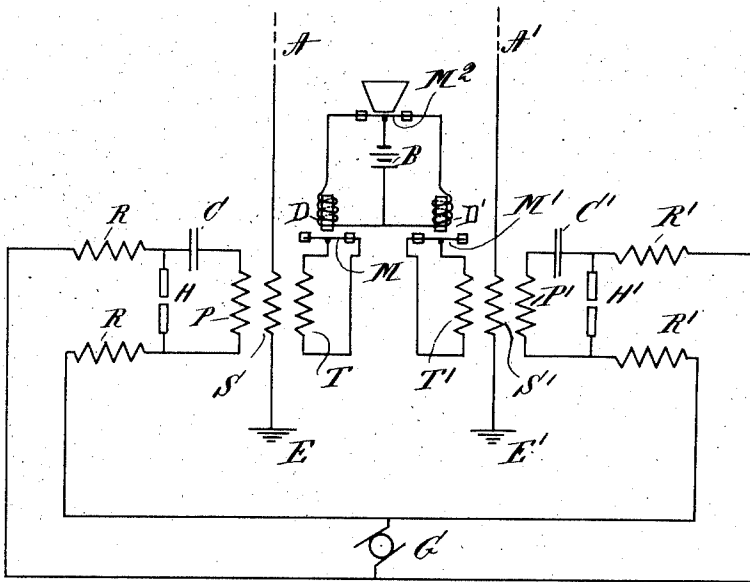 A A'
M²
B
D D' M'
R C C' R'
M
H P P' H'
R R'
S T T' S'
E E'
G